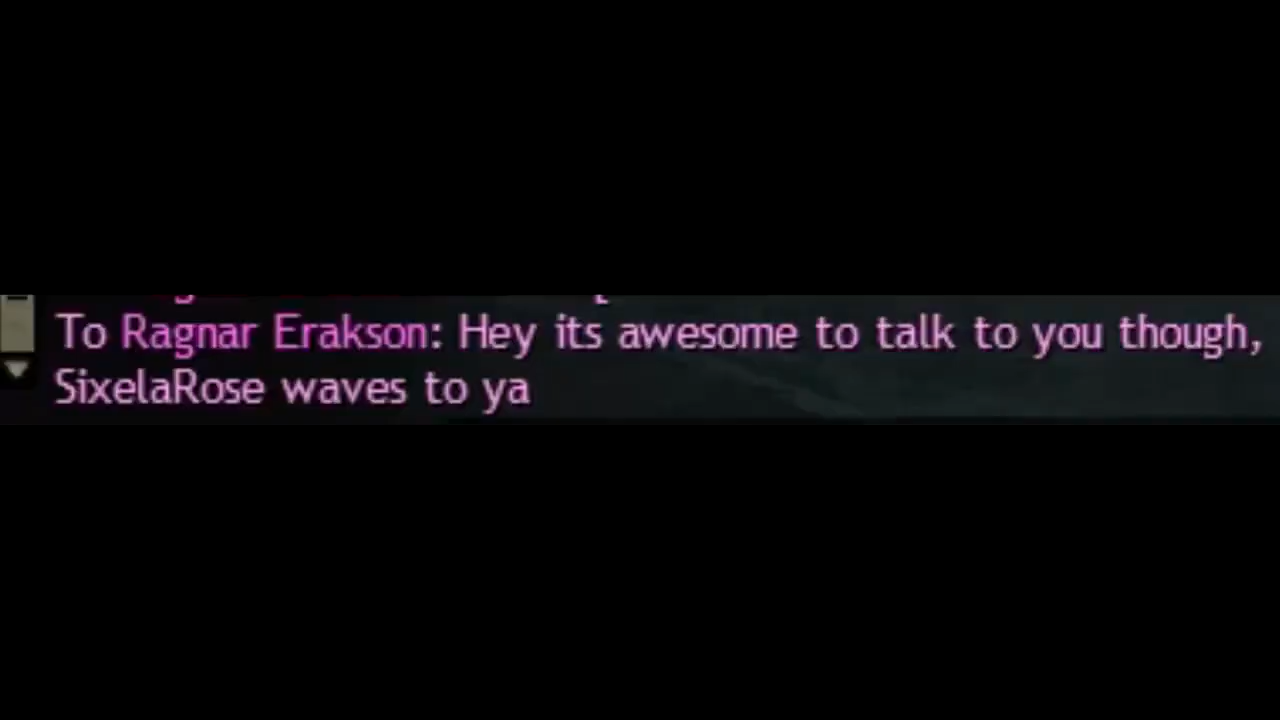 To Ragnar Erakson: Hey its awesome to talk to you though,
SixelaRose waves to ya